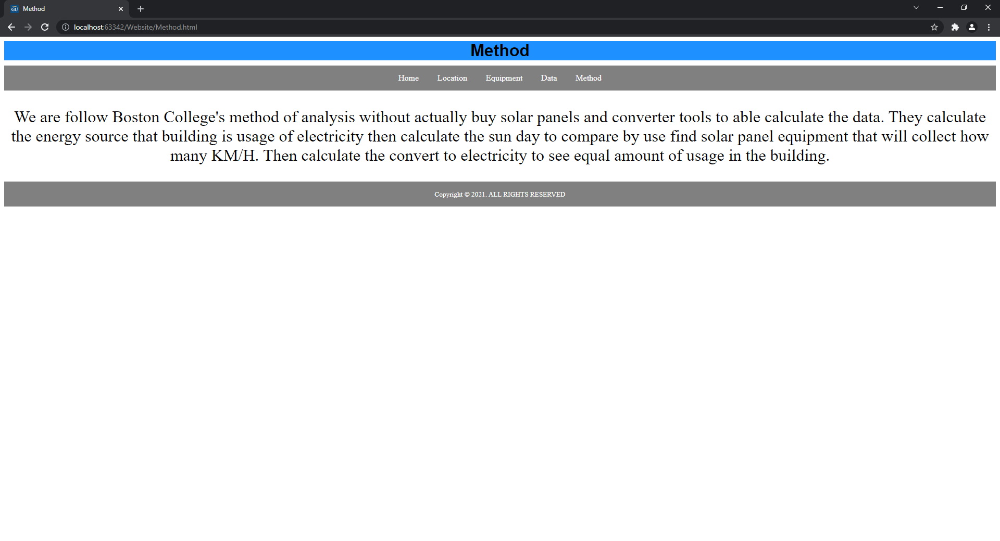 GU Method
localhost:63342/Website/Method.html
Method
Home Location Equipment Data Method
We are follow Boston College's method of analysis without actually buy solar panels and converter tools to able calculate the data. They calculate
the energy source that building is usage of electricity then calculate the sun day to compare by use find solar panel equipment that will collect how
many KM/H. Then calculate the convert to electricity to see equal amount of usage in the building.
Copyright © 2021. ALL RIGHTS RESERVED